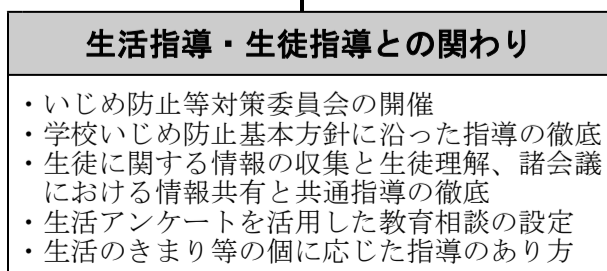 生活指導・生徒指導との関わり
・いじめ防止等対策委員会の開催
・学校いじめ防止基本方針に沿った指導の徹底
・生徒に関する情報の収集と生徒理解、諸会議
における情報共有と共通指導の徹底
・生活アンケートを活用した教育相談の設定
・生活のきまり等の個に応じた指導のあり方